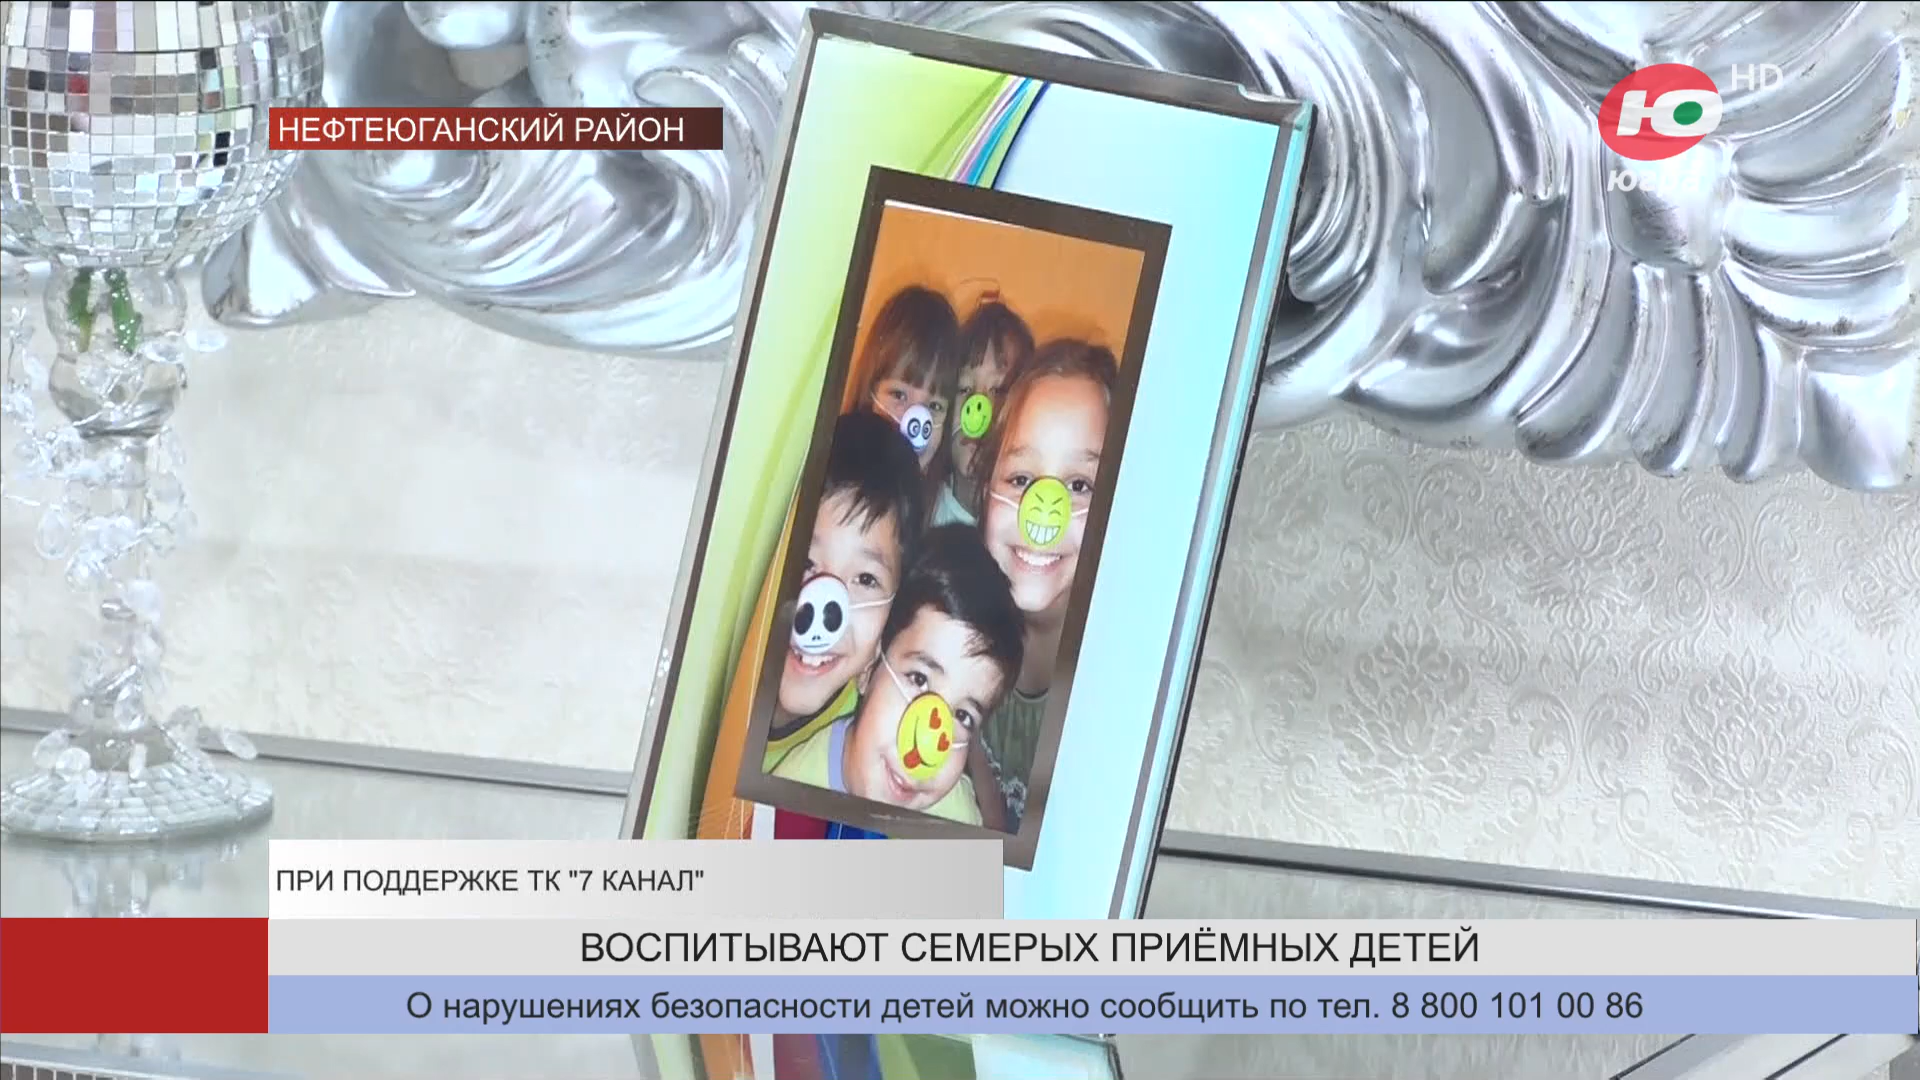 НЕФТЕЮГАНСКИЙ РАЙОН
Ю HD
югра
ПРИ ПОДДЕРЖКЕ ТК "7 КАНАЛ"
ВОСПИТЫВАЮТ СЕМЕРЫХ ПРИЁМНЫХ ДЕТЕЙ
О нарушениях безопасности детей можно сообщить по тел. 8 800 101 00 86